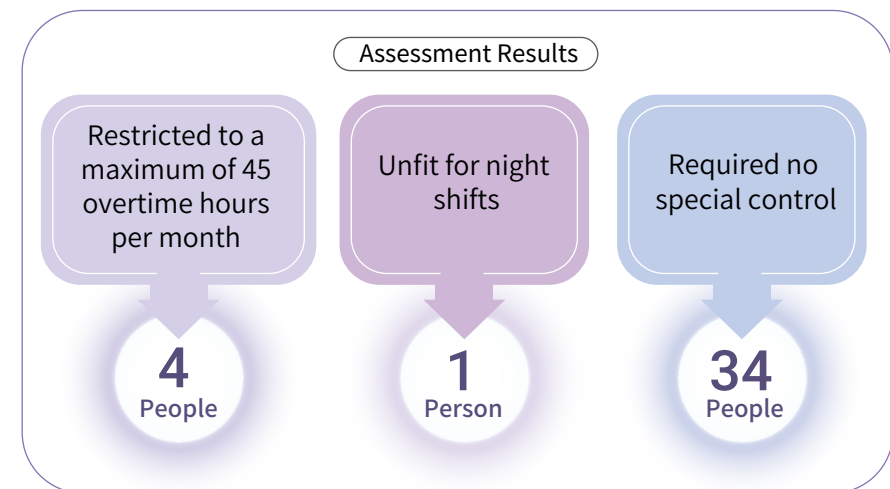 Assessment Results
Restricted to a
maximum of 45
overtime hours
per month
4
People
Unfit for night
shifts
1
Person
Required no
special control
34
People